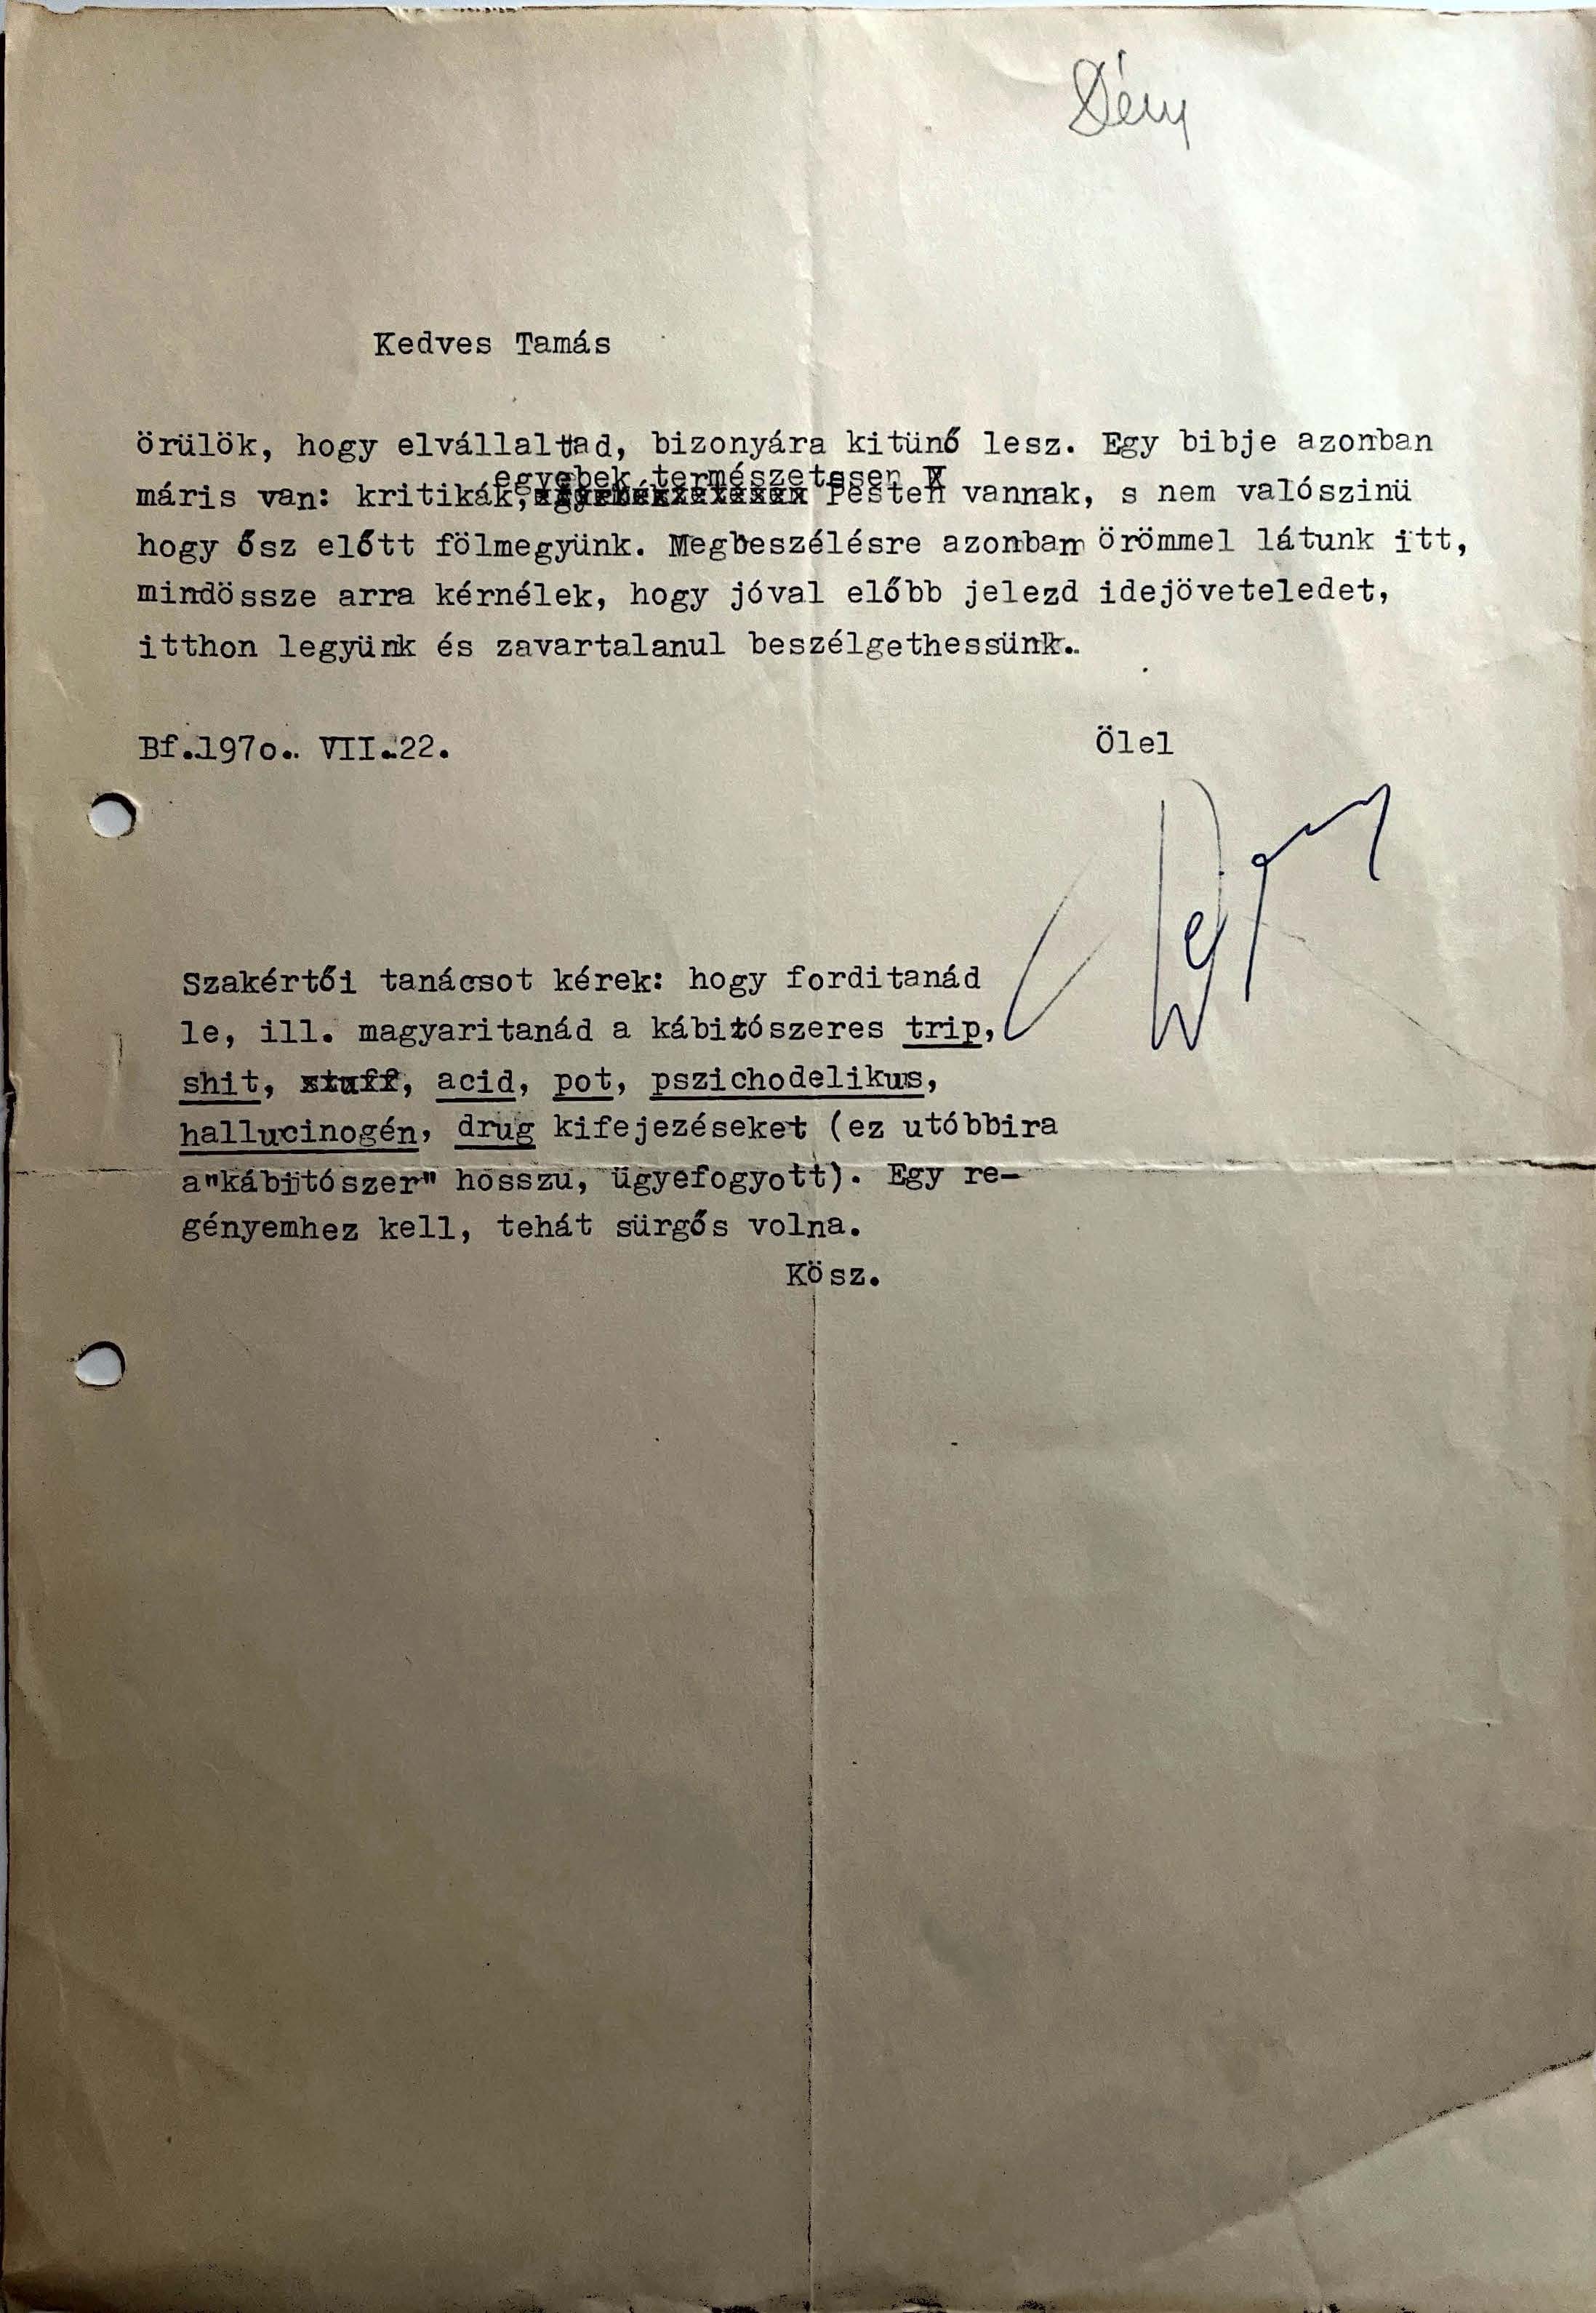 Déry
Kedves Tamás
örülök, hogy elvállaltad, bizonyára kitünő lesz. Egy bibje azonban
egyebek természetesen
máris van: kritikák, Pesten vannak, s nem valószinü
hogy ősz előtt fölmegyünk. Megbeszélésre azonban örömmel látunk itt,
mindössze arra kérnélek, hogy jóval előbb jelezd idejöveteledet,
itthon legyünk és zavartalanul beszélgethessünk..
Bf.1970.. VII.22.
Ölel
Szakértői tanácsot kérek: hogy forditanád
le, ill. magyaritanád a kábitószeres trip,
shit, stuff, acid, pot, pszichodelikus,
hallucinogén, drug kifejezéseket (ez utóbbira
a"kábitószer" hosszu, ügyefogyott). Egy re-
gényemhez kell, tehát sürgős volna.
Kösz.